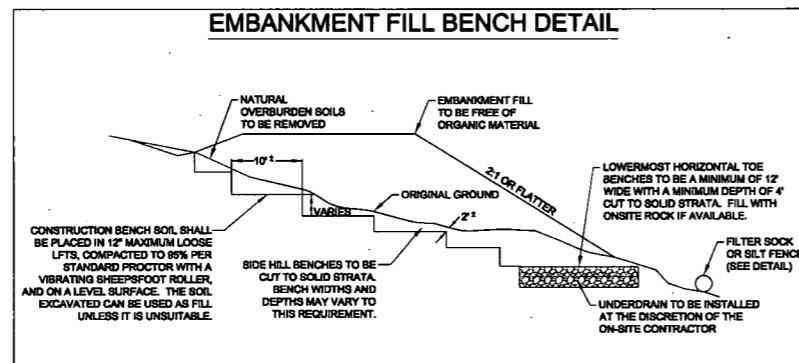 EMBANKMENT FILL BENCH DETAIL
NATURAL
OVERBURDEN SOILS
TO BE REMOVED
EMBANKMENT FILL
TO BE FREE OF
ORGANIC MATERIAL
10' ±
2:1 OR FLATTER
LOWERMOST HORIZONTAL TOE
BENCHES TO BE A MINIMUM OF 12'
WIDE WITH A MINIMUM DEPTH OF 4'
CUT TO SOLID STRATA. FILL WITH
ONSITE ROCK IF AVAILABLE.
ORIGINAL GROUND
VARIES
2' ±
CONSTRUCTION BENCH SOIL SHALL
BE PLACED IN 12" MAXIMUM LOOSE
LFTS, COMPACTED TO 95% PER
STANDARD PROCTOR WITH A
VIBRATING SHEEPSFOOT ROLLER,
AND ON A LEVEL SURFACE. THE SOIL
EXCAVATED CAN BE USED AS FILL
UNLESS IT IS UNSUITABLE.
SIDE HILL BENCHES TO BE
CUT TO SOLID STRATA.
BENCH WIDTHS AND
DEPTHS MAY VARY TO
THIS REQUIREMENT.
FILTER SOCK
OR SILT FENCE
(SEE DETAIL)
UNDERDRAIN TO BE INSTALLED
AT THE DISCRETION OF THE
ON-SITE CONTRACTOR